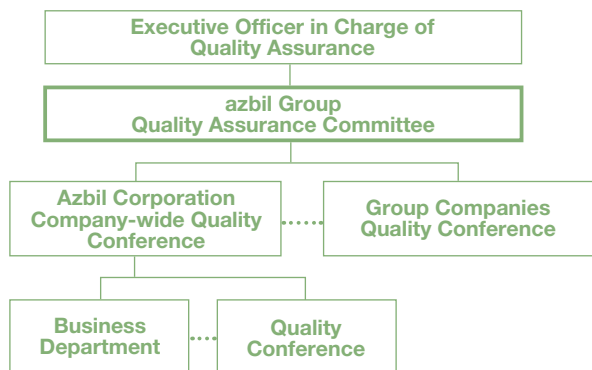 Executive Officer in Charge of
Quality Assurance
azbil Group
Quality Assurance Committee
Azbil Corporation
Company-wide Quality
Conference
Group Companies
Quality Conference
Business
Department
Quality
Conference